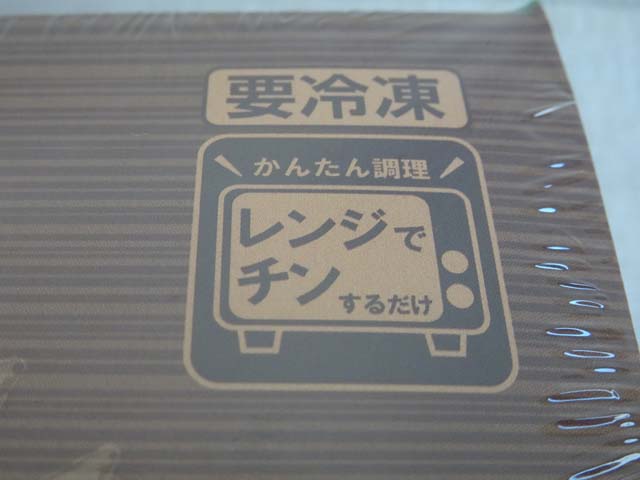 要冷凍
かんたん調理
レンジで
チンするだけ